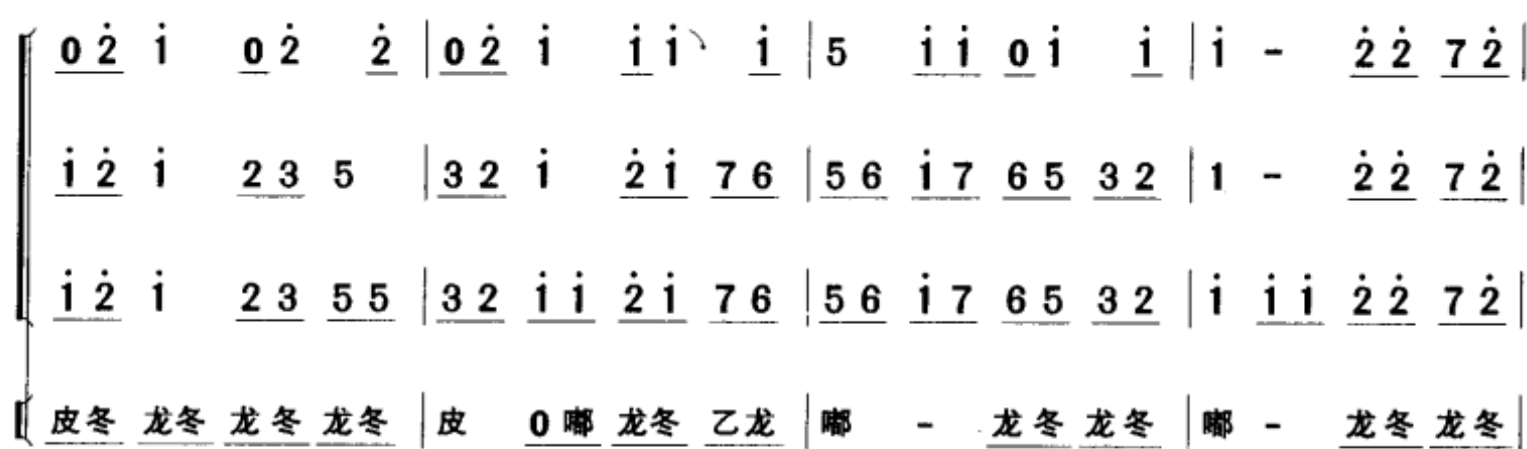 0 2̇ 1̇ 0 2̇ 2̇ | 0 2̇ 1̇ 1̇ 1̇ 1̇ | 5 1̇ 1̇ 0 1̇ 1̇ | 1̇ - 2̇ 2̇ 7 2̇ |
1̇ 2̇ 1̇ 2 3 5 | 3 2 1̇ 2̇ 1̇ 7 6 | 5 6 1̇ 7 6 5 3 2 | 1 - 2̇ 2̇ 7 2̇ |
1̇ 2̇ 1̇ 2 3 5 5 | 3 2 1̇ 1̇ 2̇ 1̇ 7 6 | 5 6 1̇ 7 6 5 3 2 | 1̇ 1̇ 1̇ 2̇ 2̇ 7 2̇ |
皮冬 龙冬 龙冬 龙冬 | 皮 0嘟 龙冬 乙龙 | 嘟 - 龙冬 龙冬 | 嘟 - 龙冬 龙冬